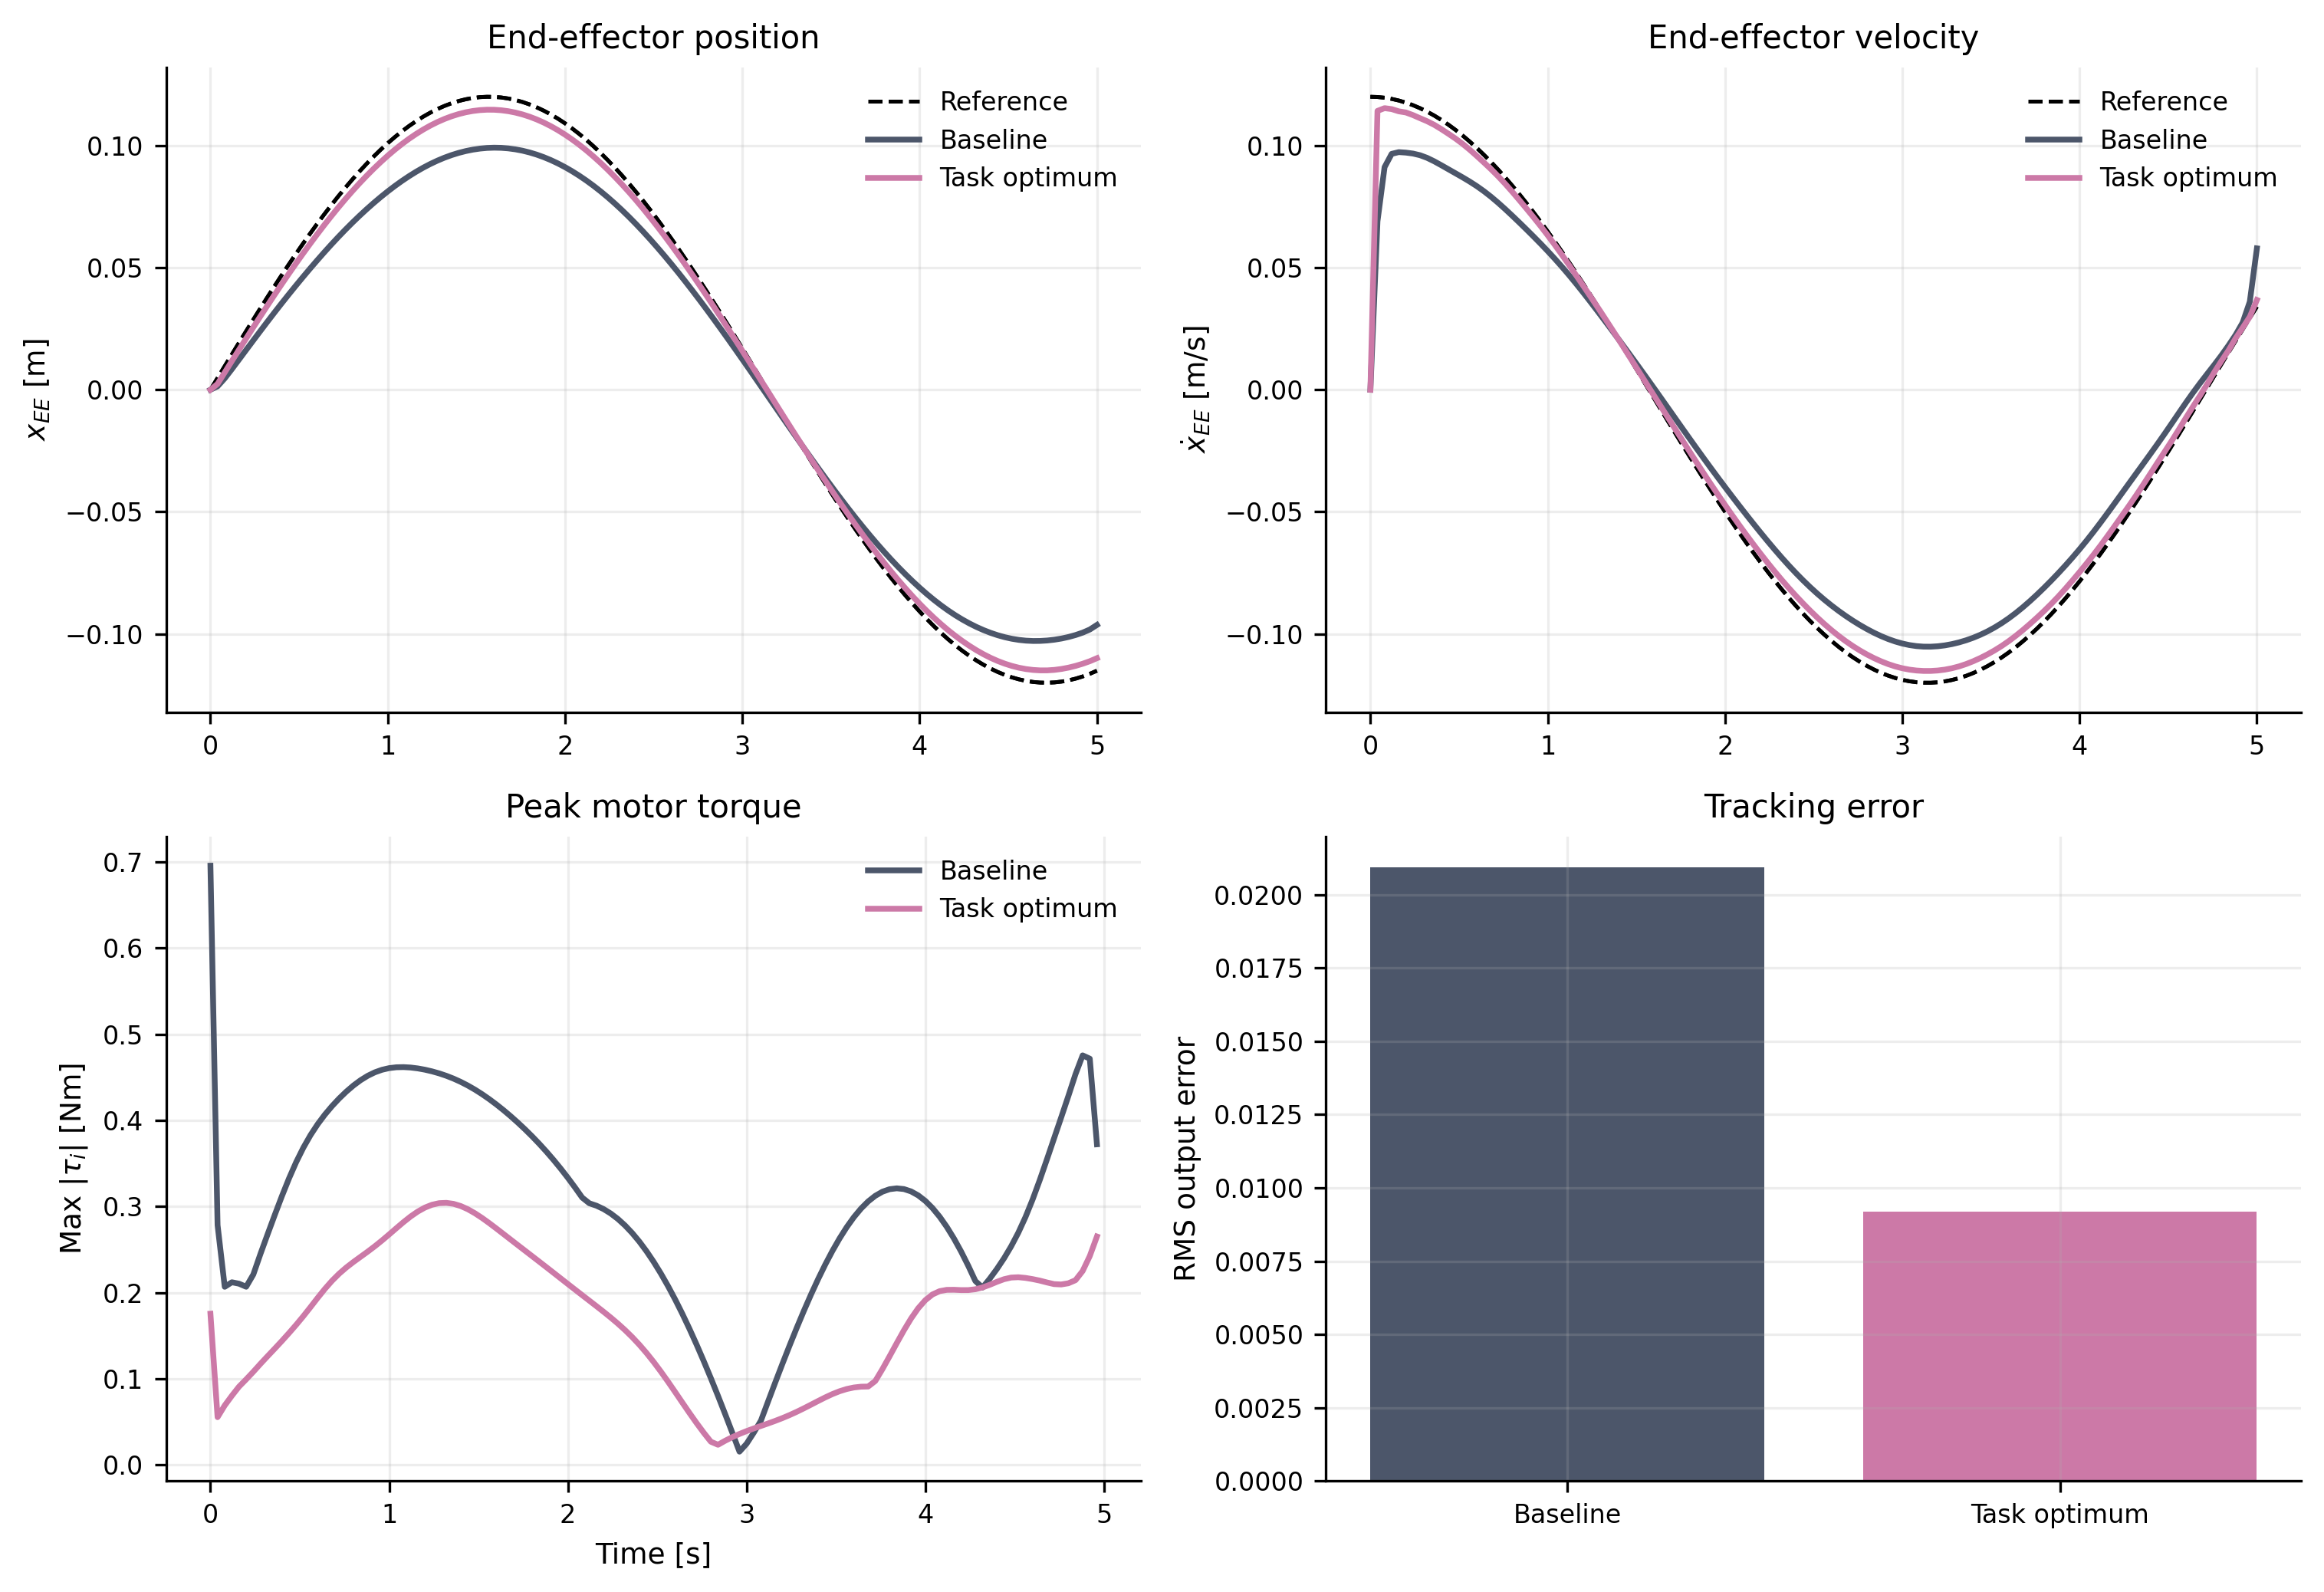 End-effector position
Reference
Baseline
Task optimum
0.10
0.05
0.00
−0.05
−0.10
x_EE [m]
0 1 2 3 4 5
End-effector velocity
Reference
Baseline
Task optimum
0.10
0.05
0.00
−0.05
−0.10
ẋ_EE [m/s]
0 1 2 3 4 5
Peak motor torque
Baseline
Task optimum
0.7
0.6
0.5
0.4
0.3
0.2
0.1
0.0
Max |τ_i| [Nm]
0 1 2 3 4 5
Time [s]
Tracking error
0.0200
0.0175
0.0150
0.0125
0.0100
0.0075
0.0050
0.0025
0.0000
RMS output error
Baseline Task optimum